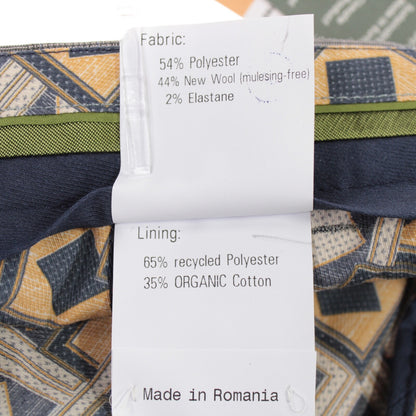 Fabric:
54% Polyester
44% New Wool (mulesing-free)
2% Elastane
Lining:
65% recycled Polyester
35% ORGANIC Cotton
Made in Romania